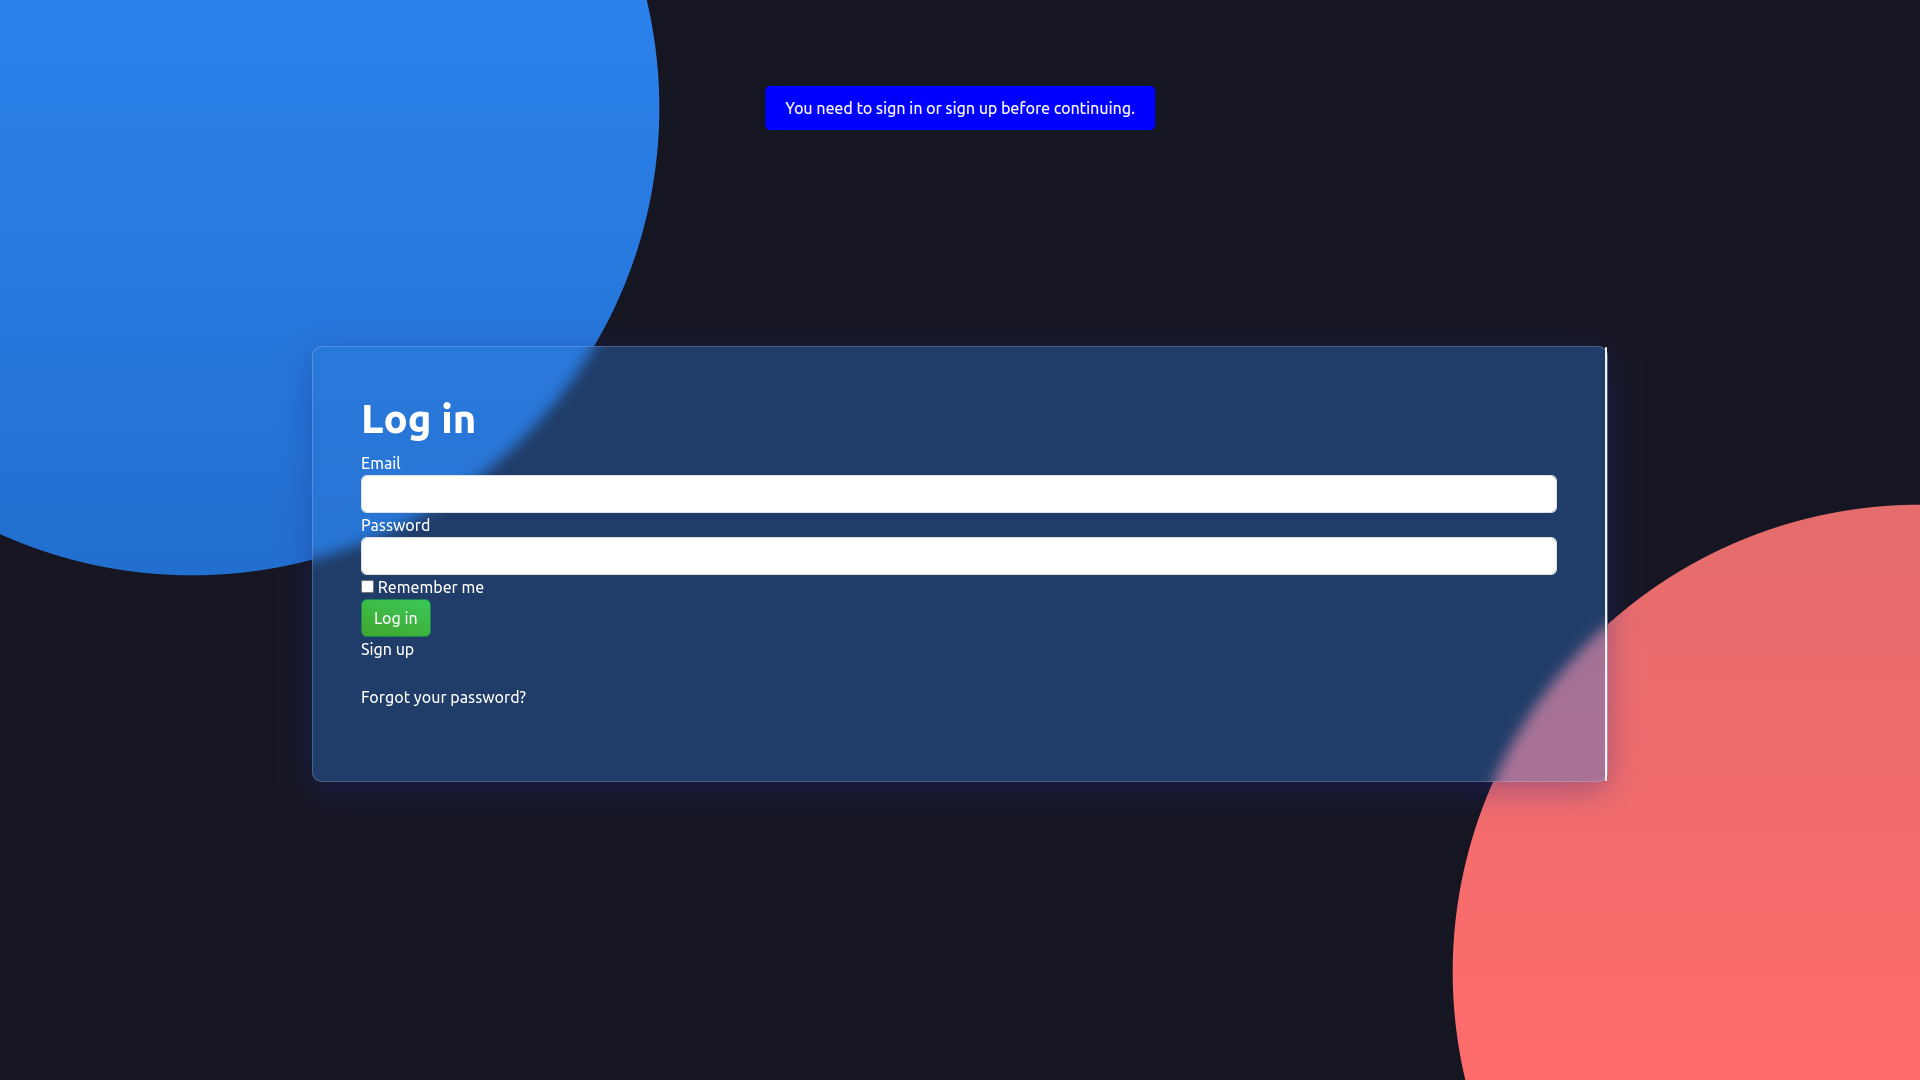 You need to sign in or sign up before continuing.
Log in
Email
Password
Remember me
Log in
Sign up
Forgot your password?